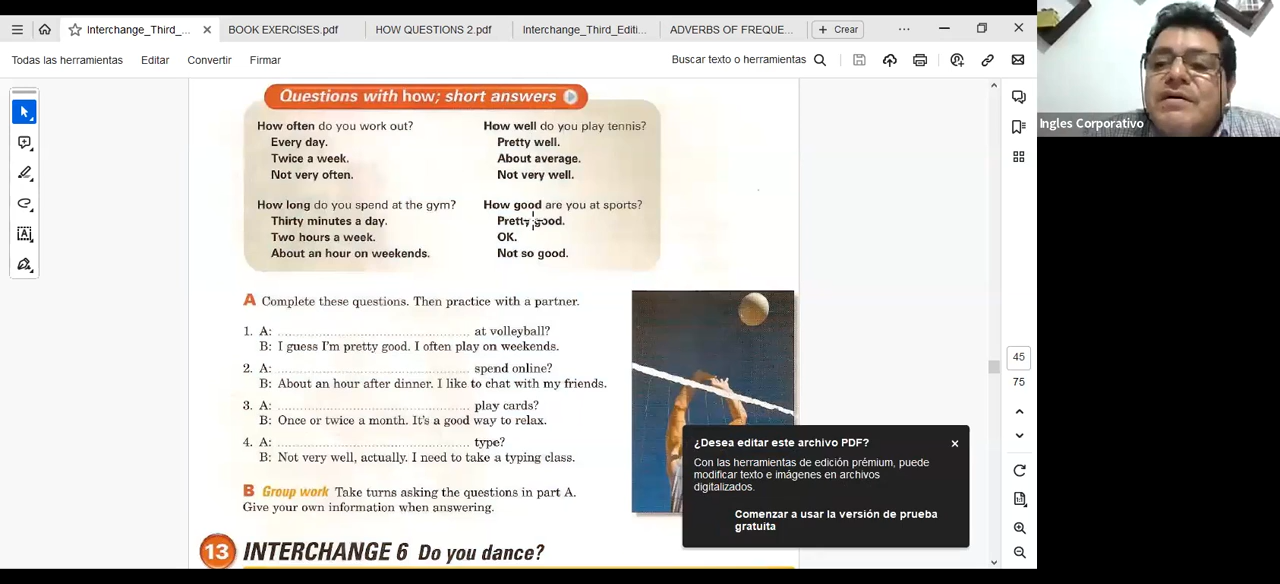 Interchange_Third_...
BOOK EXERCISES.pdf
HOW QUESTIONS 2.pdf
Interchange_Third_Editi...
ADVERBS OF FREQUE...
+ Crear
Todas las herramientas
Editar
Convertir
Firmar
Buscar texto o herramientas
Ingles Corporativo
Questions with how; short answers
How often do you work out?
Every day.
Twice a week.
Not very often.
How well do you play tennis?
Pretty well.
About average.
Not very well.
How long do you spend at the gym?
Thirty minutes a day.
Two hours a week.
About an hour on weekends.
How good are you at sports?
Pretty good.
OK.
Not so good.
A Complete these questions. Then practice with a partner.
1. A: ........................................ at volleyball?
B: I guess I'm pretty good. I often play on weekends.
2. A: ........................................ spend online?
B: About an hour after dinner. I like to chat with my friends.
3. A: ........................................ play cards?
B: Once or twice a month. It's a good way to relax.
4. A: ........................................ type?
B: Not very well, actually. I need to take a typing class.
B Group work Take turns asking the questions in part A.
Give your own information when answering.
13 INTERCHANGE 6 Do you dance?
¿Desea editar este archivo PDF?
Con las herramientas de edición prémium, puede
modificar texto e imágenes en archivos
digitalizados.
Comenzar a usar la versión de prueba
gratuita
45
75